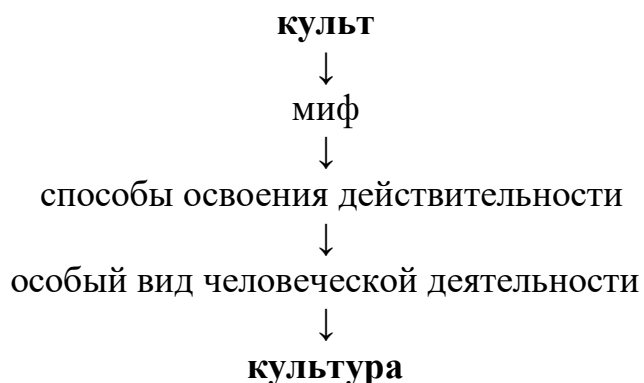 культ
↓
миф
↓
способы освоения действительности
↓
особый вид человеческой деятельности
↓
культура